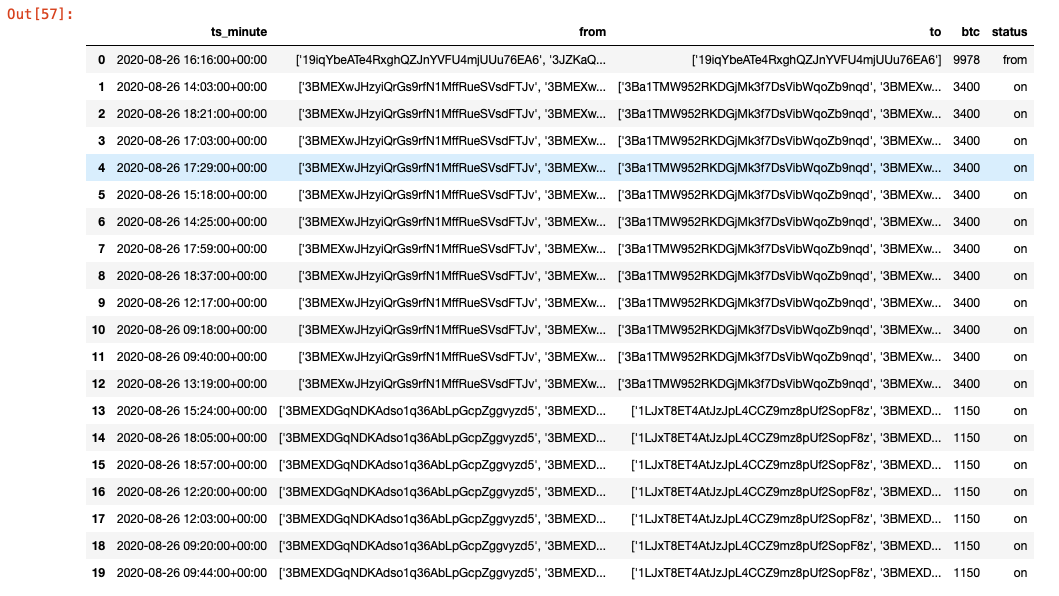 Out[57]:
ts_minute from to btc status
0 2020-08-26 16:16:00+00:00 ['19iqYbeATe4RxghQZJnYVFU4mjUUu76EA6', '3JZKaQ... ['19iqYbeATe4RxghQZJnYVFU4mjUUu76EA6'] 9978 from
1 2020-08-26 14:03:00+00:00 ['3BMEXwJHzyiQrGs9rfN1MffRueSVsdFTJv', '3BMEXw... ['3Ba1TMW952RKDGjMk3f7DsVibWqoZb9nqd', '3BMEXw... 3400 on
2 2020-08-26 18:21:00+00:00 ['3BMEXwJHzyiQrGs9rfN1MffRueSVsdFTJv', '3BMEXw... ['3Ba1TMW952RKDGjMk3f7DsVibWqoZb9nqd', '3BMEXw... 3400 on
3 2020-08-26 17:03:00+00:00 ['3BMEXwJHzyiQrGs9rfN1MffRueSVsdFTJv', '3BMEXw... ['3Ba1TMW952RKDGjMk3f7DsVibWqoZb9nqd', '3BMEXw... 3400 on
4 2020-08-26 17:29:00+00:00 ['3BMEXwJHzyiQrGs9rfN1MffRueSVsdFTJv', '3BMEXw... ['3Ba1TMW952RKDGjMk3f7DsVibWqoZb9nqd', '3BMEXw... 3400 on
5 2020-08-26 15:18:00+00:00 ['3BMEXwJHzyiQrGs9rfN1MffRueSVsdFTJv', '3BMEXw... ['3Ba1TMW952RKDGjMk3f7DsVibWqoZb9nqd', '3BMEXw... 3400 on
6 2020-08-26 14:25:00+00:00 ['3BMEXwJHzyiQrGs9rfN1MffRueSVsdFTJv', '3BMEXw... ['3Ba1TMW952RKDGjMk3f7DsVibWqoZb9nqd', '3BMEXw... 3400 on
7 2020-08-26 17:59:00+00:00 ['3BMEXwJHzyiQrGs9rfN1MffRueSVsdFTJv', '3BMEXw... ['3Ba1TMW952RKDGjMk3f7DsVibWqoZb9nqd', '3BMEXw... 3400 on
8 2020-08-26 18:37:00+00:00 ['3BMEXwJHzyiQrGs9rfN1MffRueSVsdFTJv', '3BMEXw... ['3Ba1TMW952RKDGjMk3f7DsVibWqoZb9nqd', '3BMEXw... 3400 on
9 2020-08-26 12:17:00+00:00 ['3BMEXwJHzyiQrGs9rfN1MffRueSVsdFTJv', '3BMEXw... ['3Ba1TMW952RKDGjMk3f7DsVibWqoZb9nqd', '3BMEXw... 3400 on
10 2020-08-26 09:18:00+00:00 ['3BMEXwJHzyiQrGs9rfN1MffRueSVsdFTJv', '3BMEXw... ['3Ba1TMW952RKDGjMk3f7DsVibWqoZb9nqd', '3BMEXw... 3400 on
11 2020-08-26 09:40:00+00:00 ['3BMEXwJHzyiQrGs9rfN1MffRueSVsdFTJv', '3BMEXw... ['3Ba1TMW952RKDGjMk3f7DsVibWqoZb9nqd', '3BMEXw... 3400 on
12 2020-08-26 13:19:00+00:00 ['3BMEXwJHzyiQrGs9rfN1MffRueSVsdFTJv', '3BMEXw... ['3Ba1TMW952RKDGjMk3f7DsVibWqoZb9nqd', '3BMEXw... 3400 on
13 2020-08-26 15:24:00+00:00 ['3BMEXDGqNDKAdso1q36AbLpGcpZggvyzd5', '3BMEXD... ['1LJxT8ET4AtJzJpL4CCZ9mz8pUf2SopF8z', '3BMEXD... 1150 on
14 2020-08-26 18:05:00+00:00 ['3BMEXDGqNDKAdso1q36AbLpGcpZggvyzd5', '3BMEXD... ['1LJxT8ET4AtJzJpL4CCZ9mz8pUf2SopF8z', '3BMEXD... 1150 on
15 2020-08-26 18:57:00+00:00 ['3BMEXDGqNDKAdso1q36AbLpGcpZggvyzd5', '3BMEXD... ['1LJxT8ET4AtJzJpL4CCZ9mz8pUf2SopF8z', '3BMEXD... 1150 on
16 2020-08-26 12:20:00+00:00 ['3BMEXDGqNDKAdso1q36AbLpGcpZggvyzd5', '3BMEXD... ['1LJxT8ET4AtJzJpL4CCZ9mz8pUf2SopF8z', '3BMEXD... 1150 on
17 2020-08-26 12:03:00+00:00 ['3BMEXDGqNDKAdso1q36AbLpGcpZggvyzd5', '3BMEXD... ['1LJxT8ET4AtJzJpL4CCZ9mz8pUf2SopF8z', '3BMEXD... 1150 on
18 2020-08-26 09:20:00+00:00 ['3BMEXDGqNDKAdso1q36AbLpGcpZggvyzd5', '3BMEXD... ['1LJxT8ET4AtJzJpL4CCZ9mz8pUf2SopF8z', '3BMEXD... 1150 on
19 2020-08-26 09:44:00+00:00 ['3BMEXDGqNDKAdso1q36AbLpGcpZggvyzd5', '3BMEXD... ['1LJxT8ET4AtJzJpL4CCZ9mz8pUf2SopF8z', '3BMEXD... 1150 on